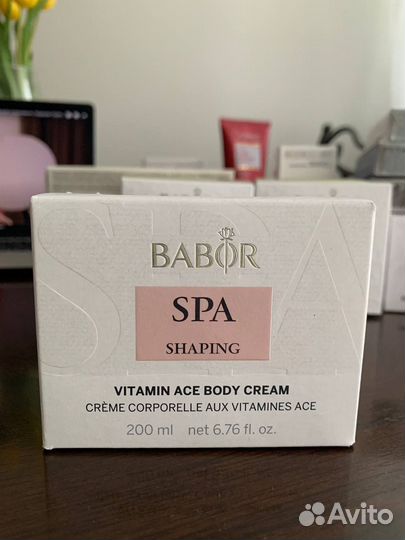 SPA
BABOR
SPA
SHAPING
VITAMIN ACE BODY CREAM
CRÈME CORPORELLE AUX VITAMINES ACE
200 ml net 6.76 fl. oz.
Avito